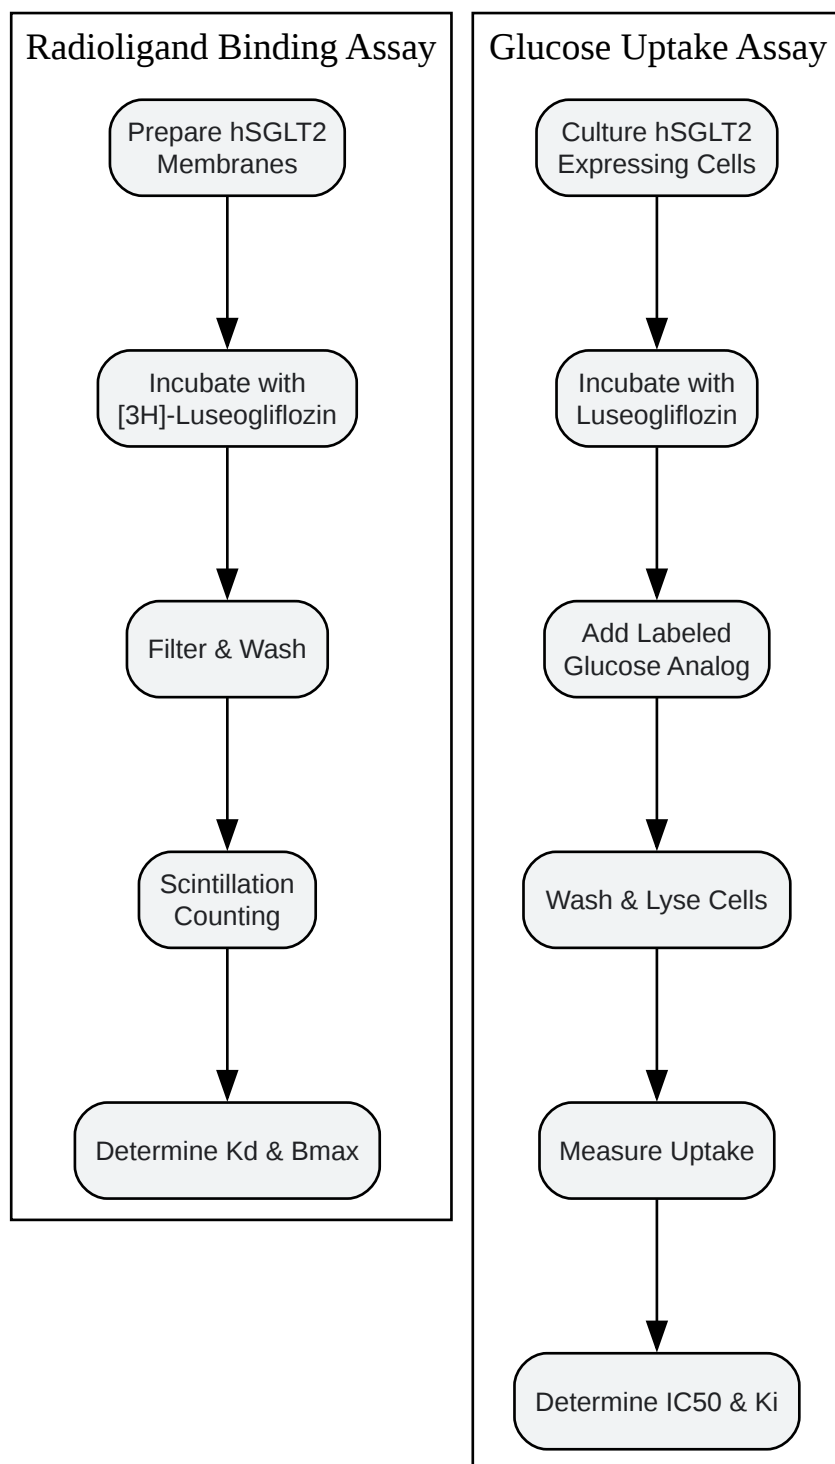 Radioligand Binding Assay
Prepare hSGLT2
Membranes
Incubate with
[3H]-Luseogliflozin
Filter & Wash
Scintillation
Counting
Determine Kd & Bmax
Glucose Uptake Assay
Culture hSGLT2
Expressing Cells
Incubate with
Luseogliflozin
Add Labeled
Glucose Analog
Wash & Lyse Cells
Measure Uptake
Determine IC50 & Ki